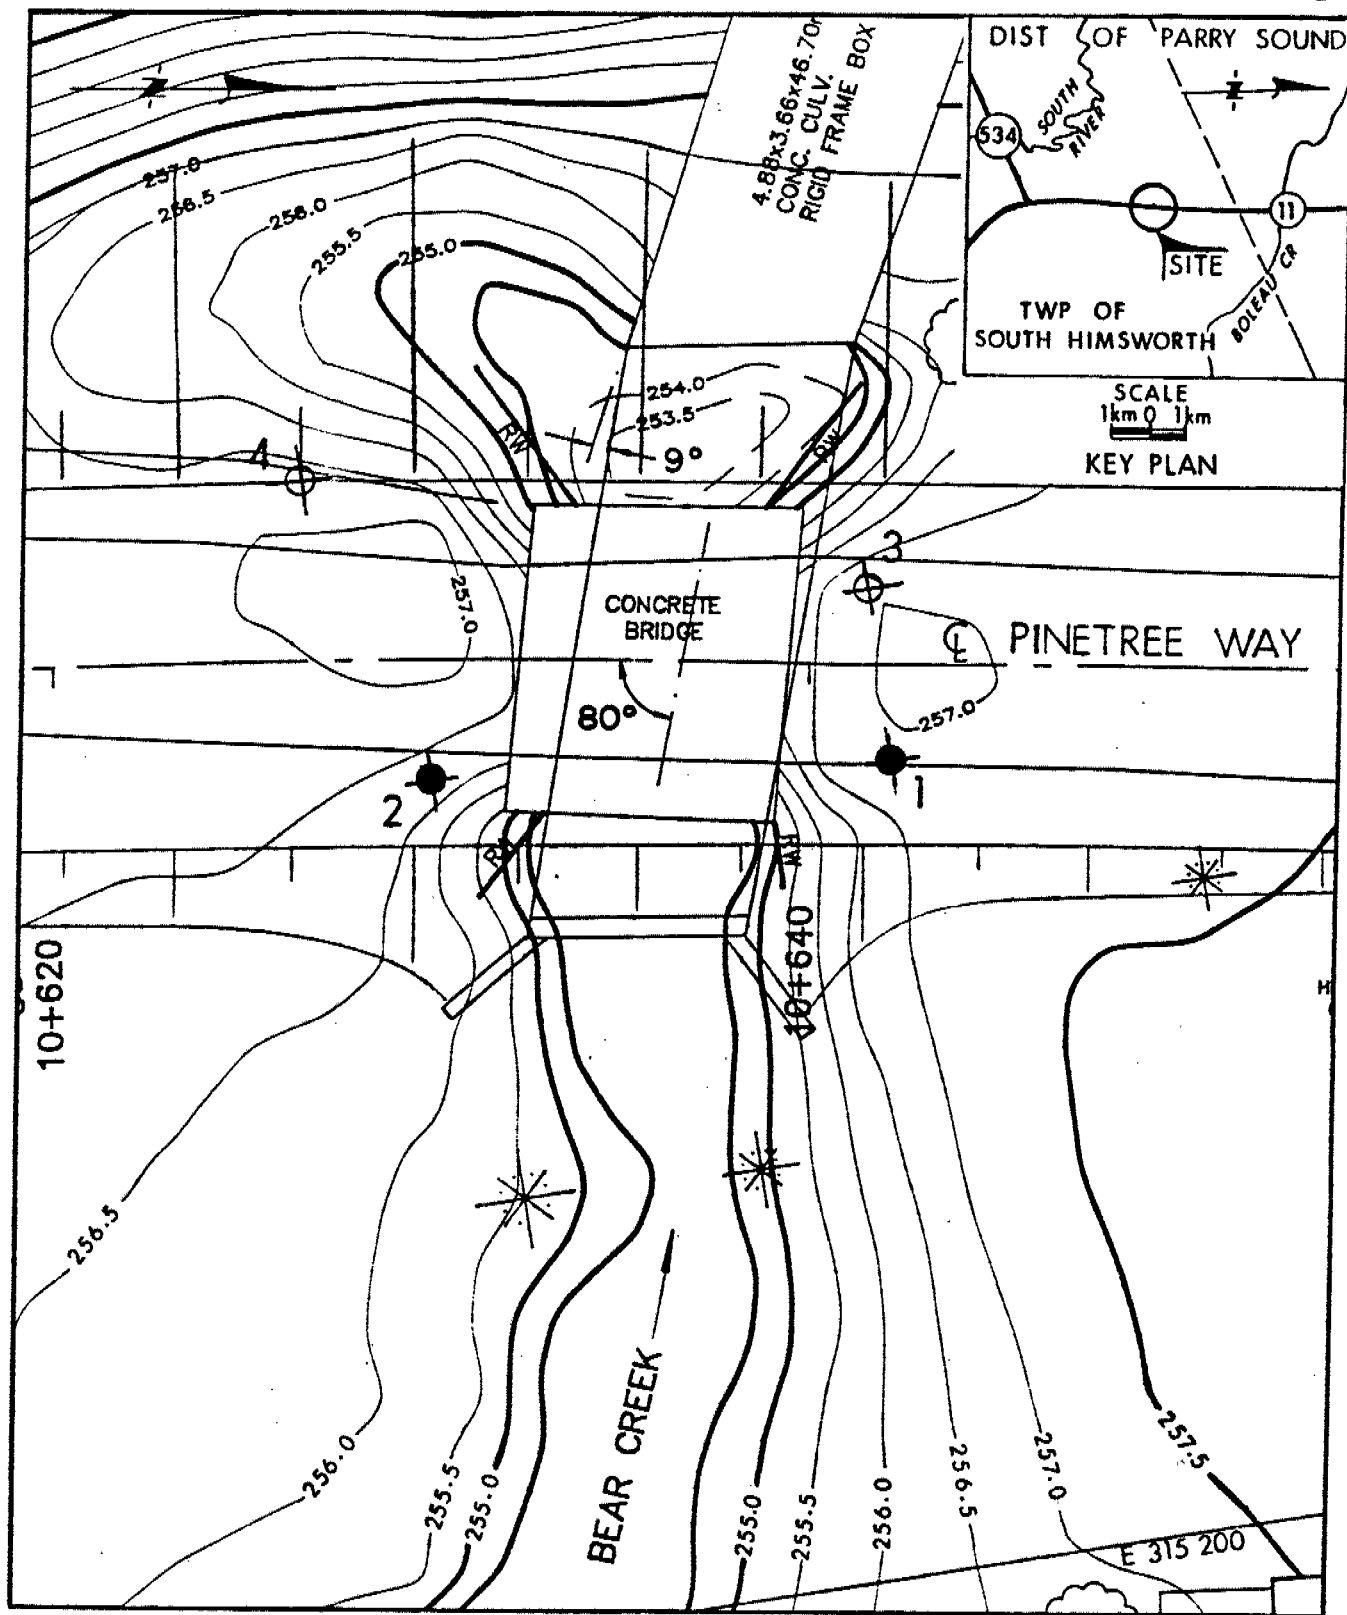 4.88x3.66x46.70
CONC. CULV.
RIGID FRAME BOX
N
DIST OF PARRY SOUND
N
534
SOUTH
RIVER
11
SITE
TWP OF
SOUTH HIMSWORTH
BOLEAU CR
SCALE
1km 0 1km
KEY PLAN
257.0
256.5
256.0
255.5
255.0
254.0
253.5
RW
RW
9°
4
3
257.0
CONCRETE
BRIDGE
℄ PINETREE WAY
80°
257.0
2
1
RW
RW
10+620
10+640
H
256.5
BEAR CREEK
256.0
255.5
255.0
255.0
255.5
256.0
256.5
257.0
257.5
E 315 200